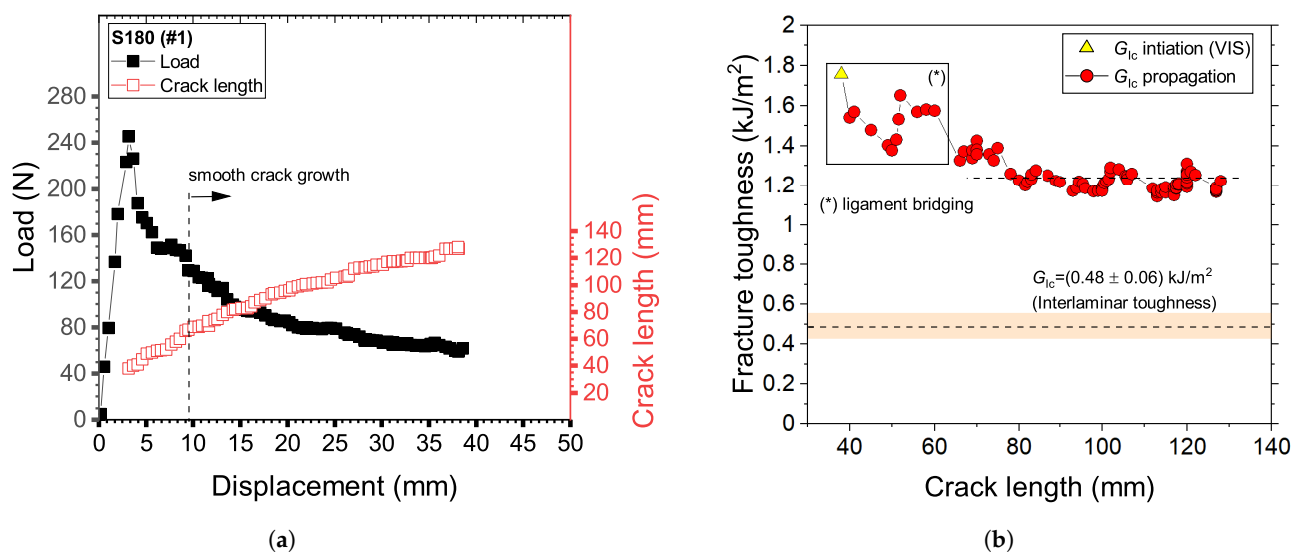 S180 (#1)
Load
Crack length
smooth crack growth
Load (N)
280
240
200
160
120
80
40
0
0 5 10 15 20 25 30 35 40 45 50
Displacement (mm)
140
120
100
80
60
40
20
Crack length (mm)
(a)
GIc intiation (VIS)
GIc propagation
(*)
(*) ligament bridging
GIc=(0.48 ± 0.06) kJ/m²
(Interlaminar toughness)
Fracture toughness (kJ/m²)
2
1.8
1.6
1.4
1.2
1
0.8
0.6
0.4
0.2
0
40 60 80 100 120 140
Crack length (mm)
(b)